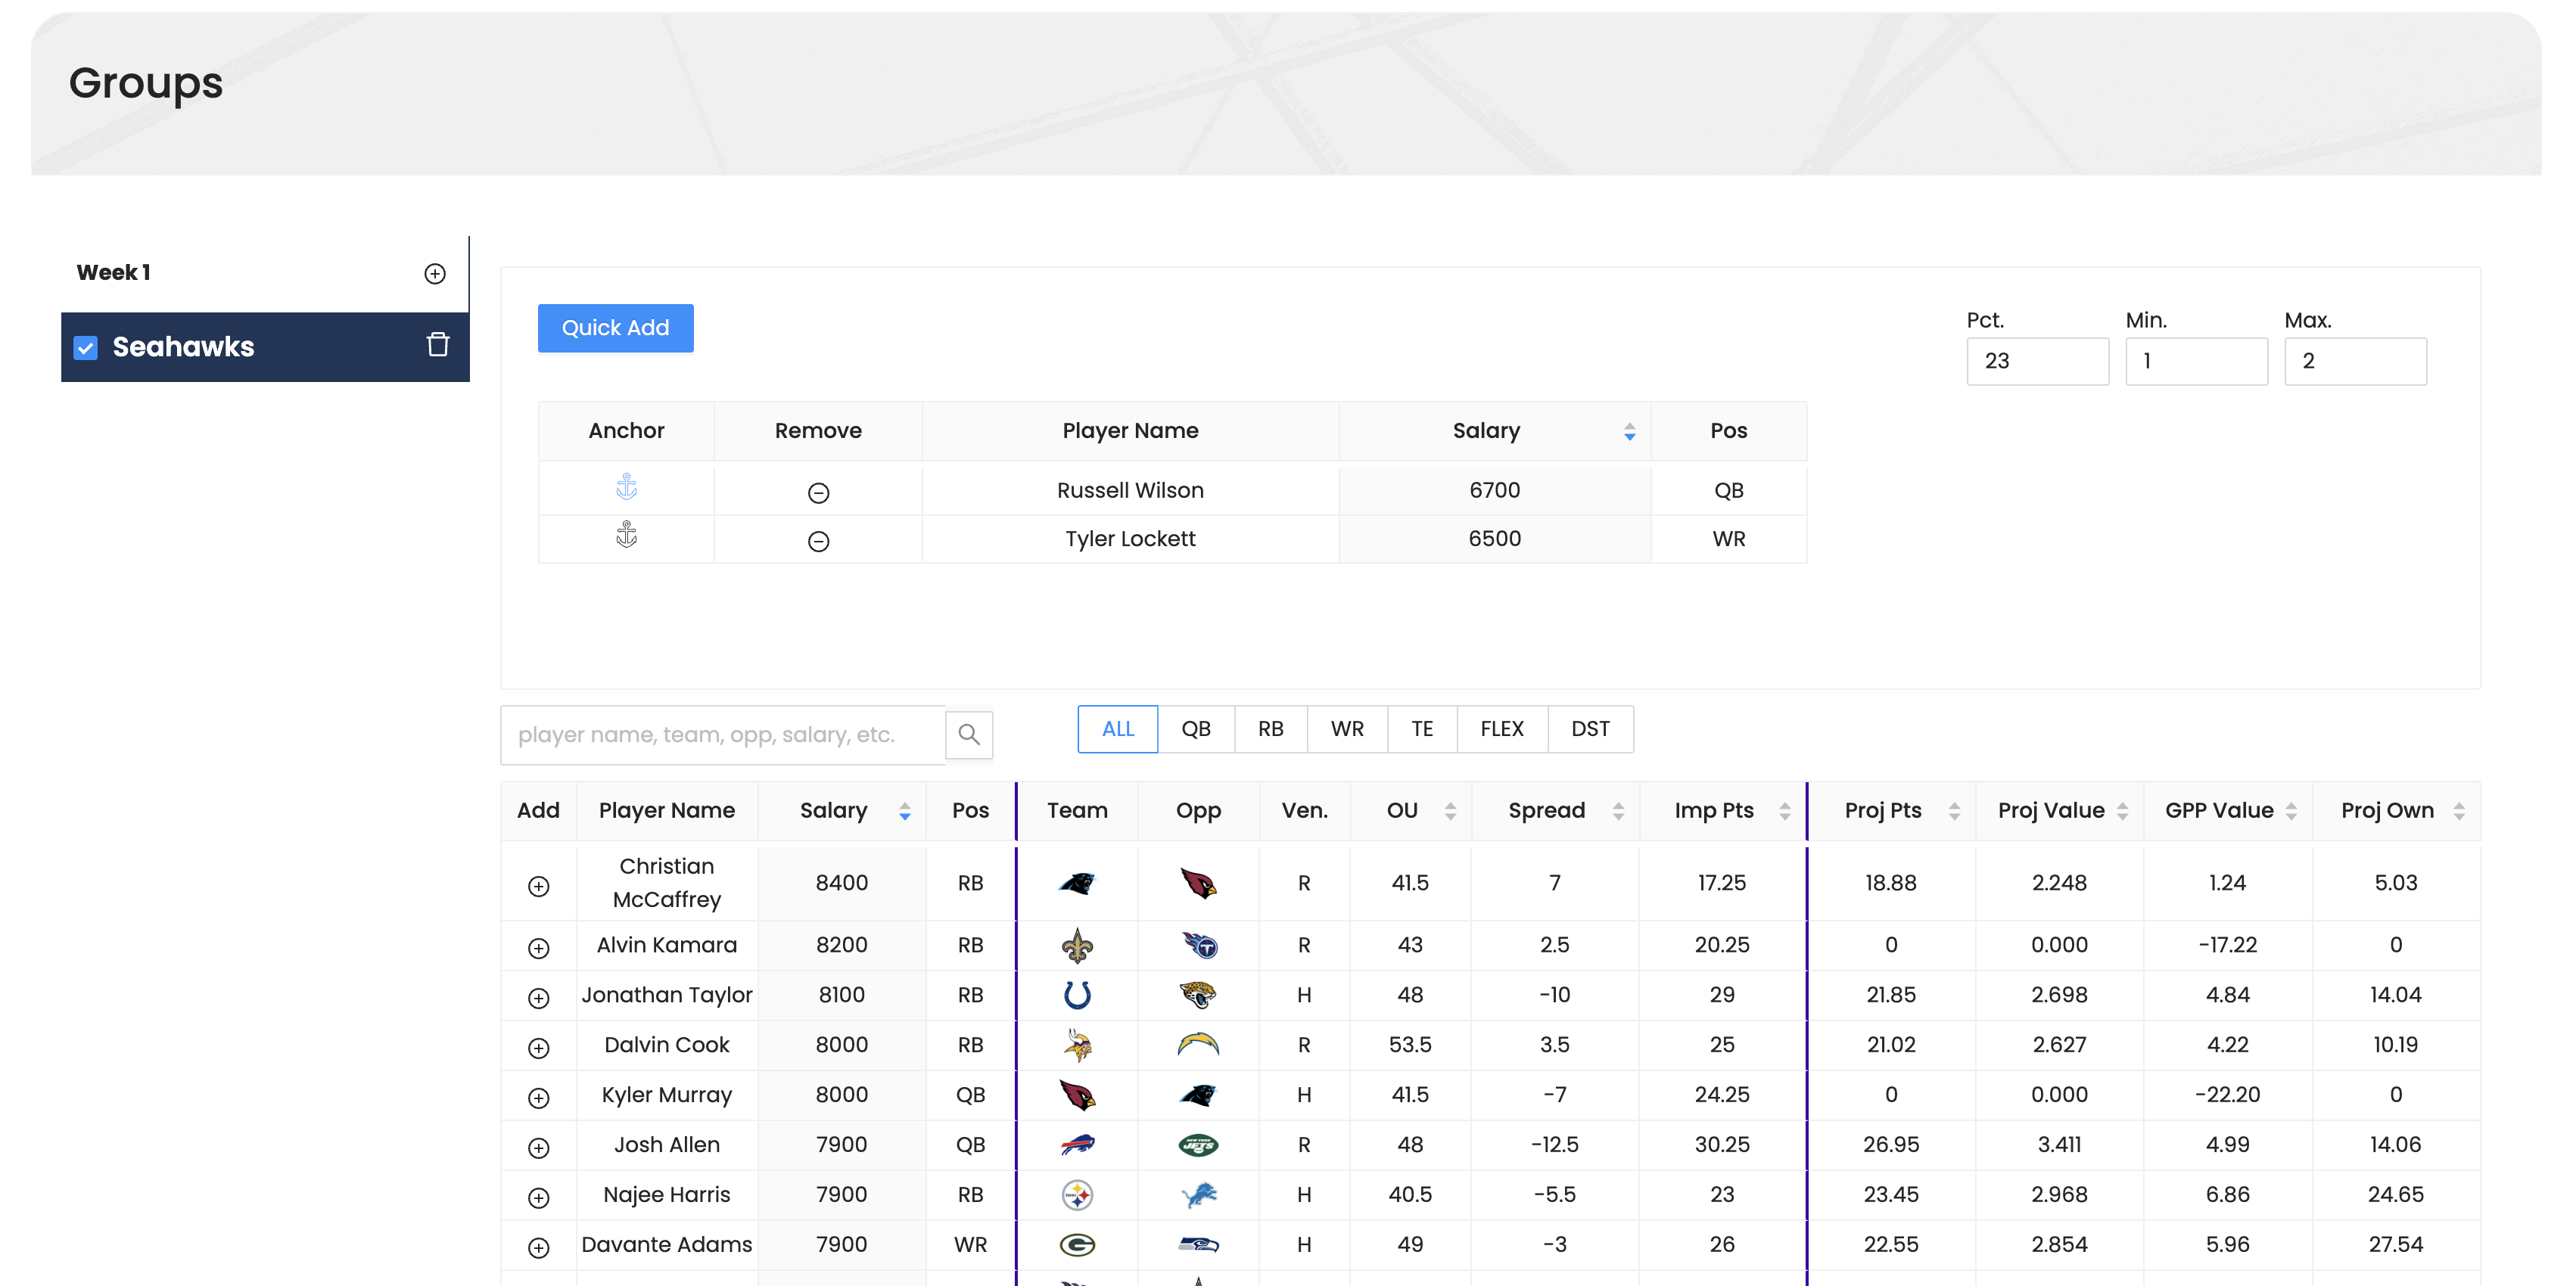 Groups
Week 1
Seahawks
Quick Add
Pct. Min. Max.
23 1 2
Anchor Remove Player Name Salary Pos
Russell Wilson 6700 QB
Tyler Lockett 6500 WR
player name, team, opp, salary, etc.
ALL QB RB WR TE FLEX DST
Add Player Name Salary Pos Team Opp Ven. OU Spread Imp Pts Proj Pts Proj Value GPP Value Proj Own
Christian
McCaffrey 8400 RB R 41.5 7 17.25 18.88 2.248 1.24 5.03
Alvin Kamara 8200 RB R 43 2.5 20.25 0 0.000 -17.22 0
Jonathan Taylor 8100 RB H 48 -10 29 21.85 2.698 4.84 14.04
Dalvin Cook 8000 RB R 53.5 3.5 25 21.02 2.627 4.22 10.19
Kyler Murray 8000 QB H 41.5 -7 24.25 0 0.000 -22.20 0
Josh Allen 7900 QB JETS R 48 -12.5 30.25 26.95 3.411 4.99 14.06
Najee Harris 7900 RB H 40.5 -5.5 23 23.45 2.968 6.86 24.65
Davante Adams 7900 WR G H 49 -3 26 22.55 2.854 5.96 27.54